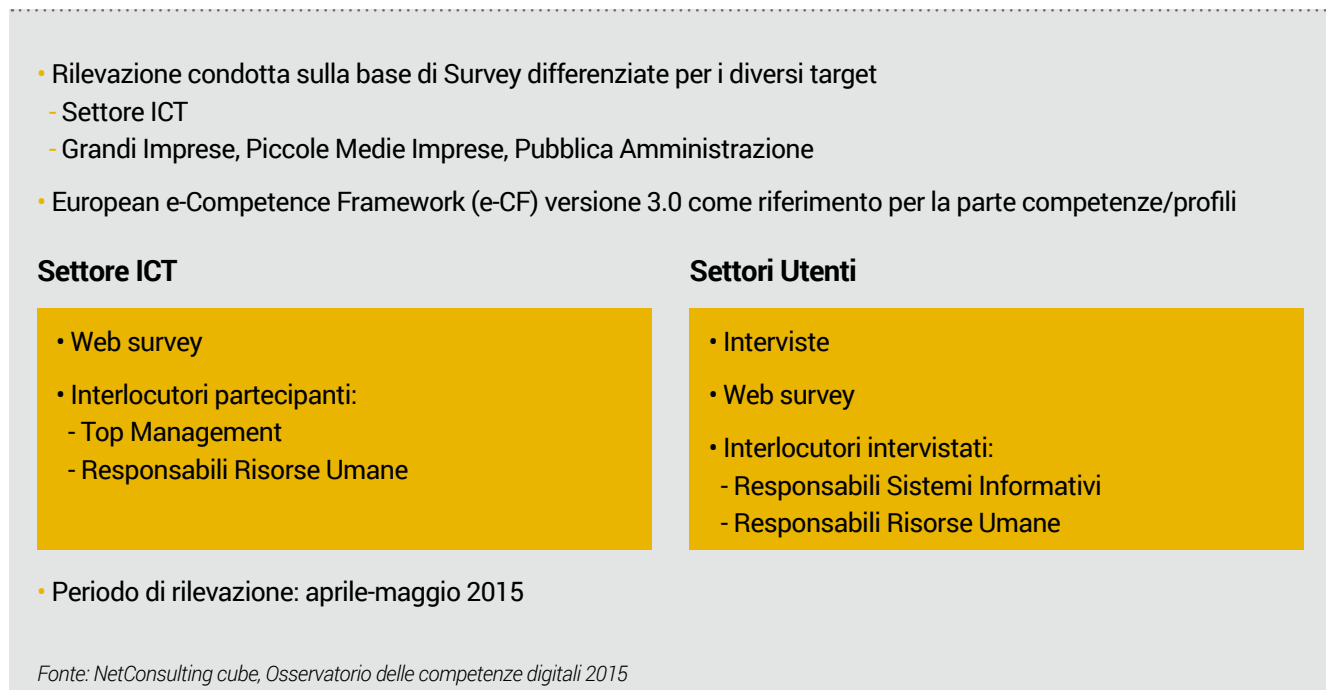 • Rilevazione condotta sulla base di Survey differenziate per i diversi target
- Settore ICT
- Grandi Imprese, Piccole Medie Imprese, Pubblica Amministrazione
• European e-Competence Framework (e-CF) versione 3.0 come riferimento per la parte competenze/profili
Settore ICT
• Web survey
• Interlocutori partecipanti:
- Top Management
- Responsabili Risorse Umane
Settori Utenti
• Interviste
• Web survey
• Interlocutori intervistati:
- Responsabili Sistemi Informativi
- Responsabili Risorse Umane
• Periodo di rilevazione: aprile-maggio 2015
Fonte: NetConsulting cube, Osservatorio delle competenze digitali 2015